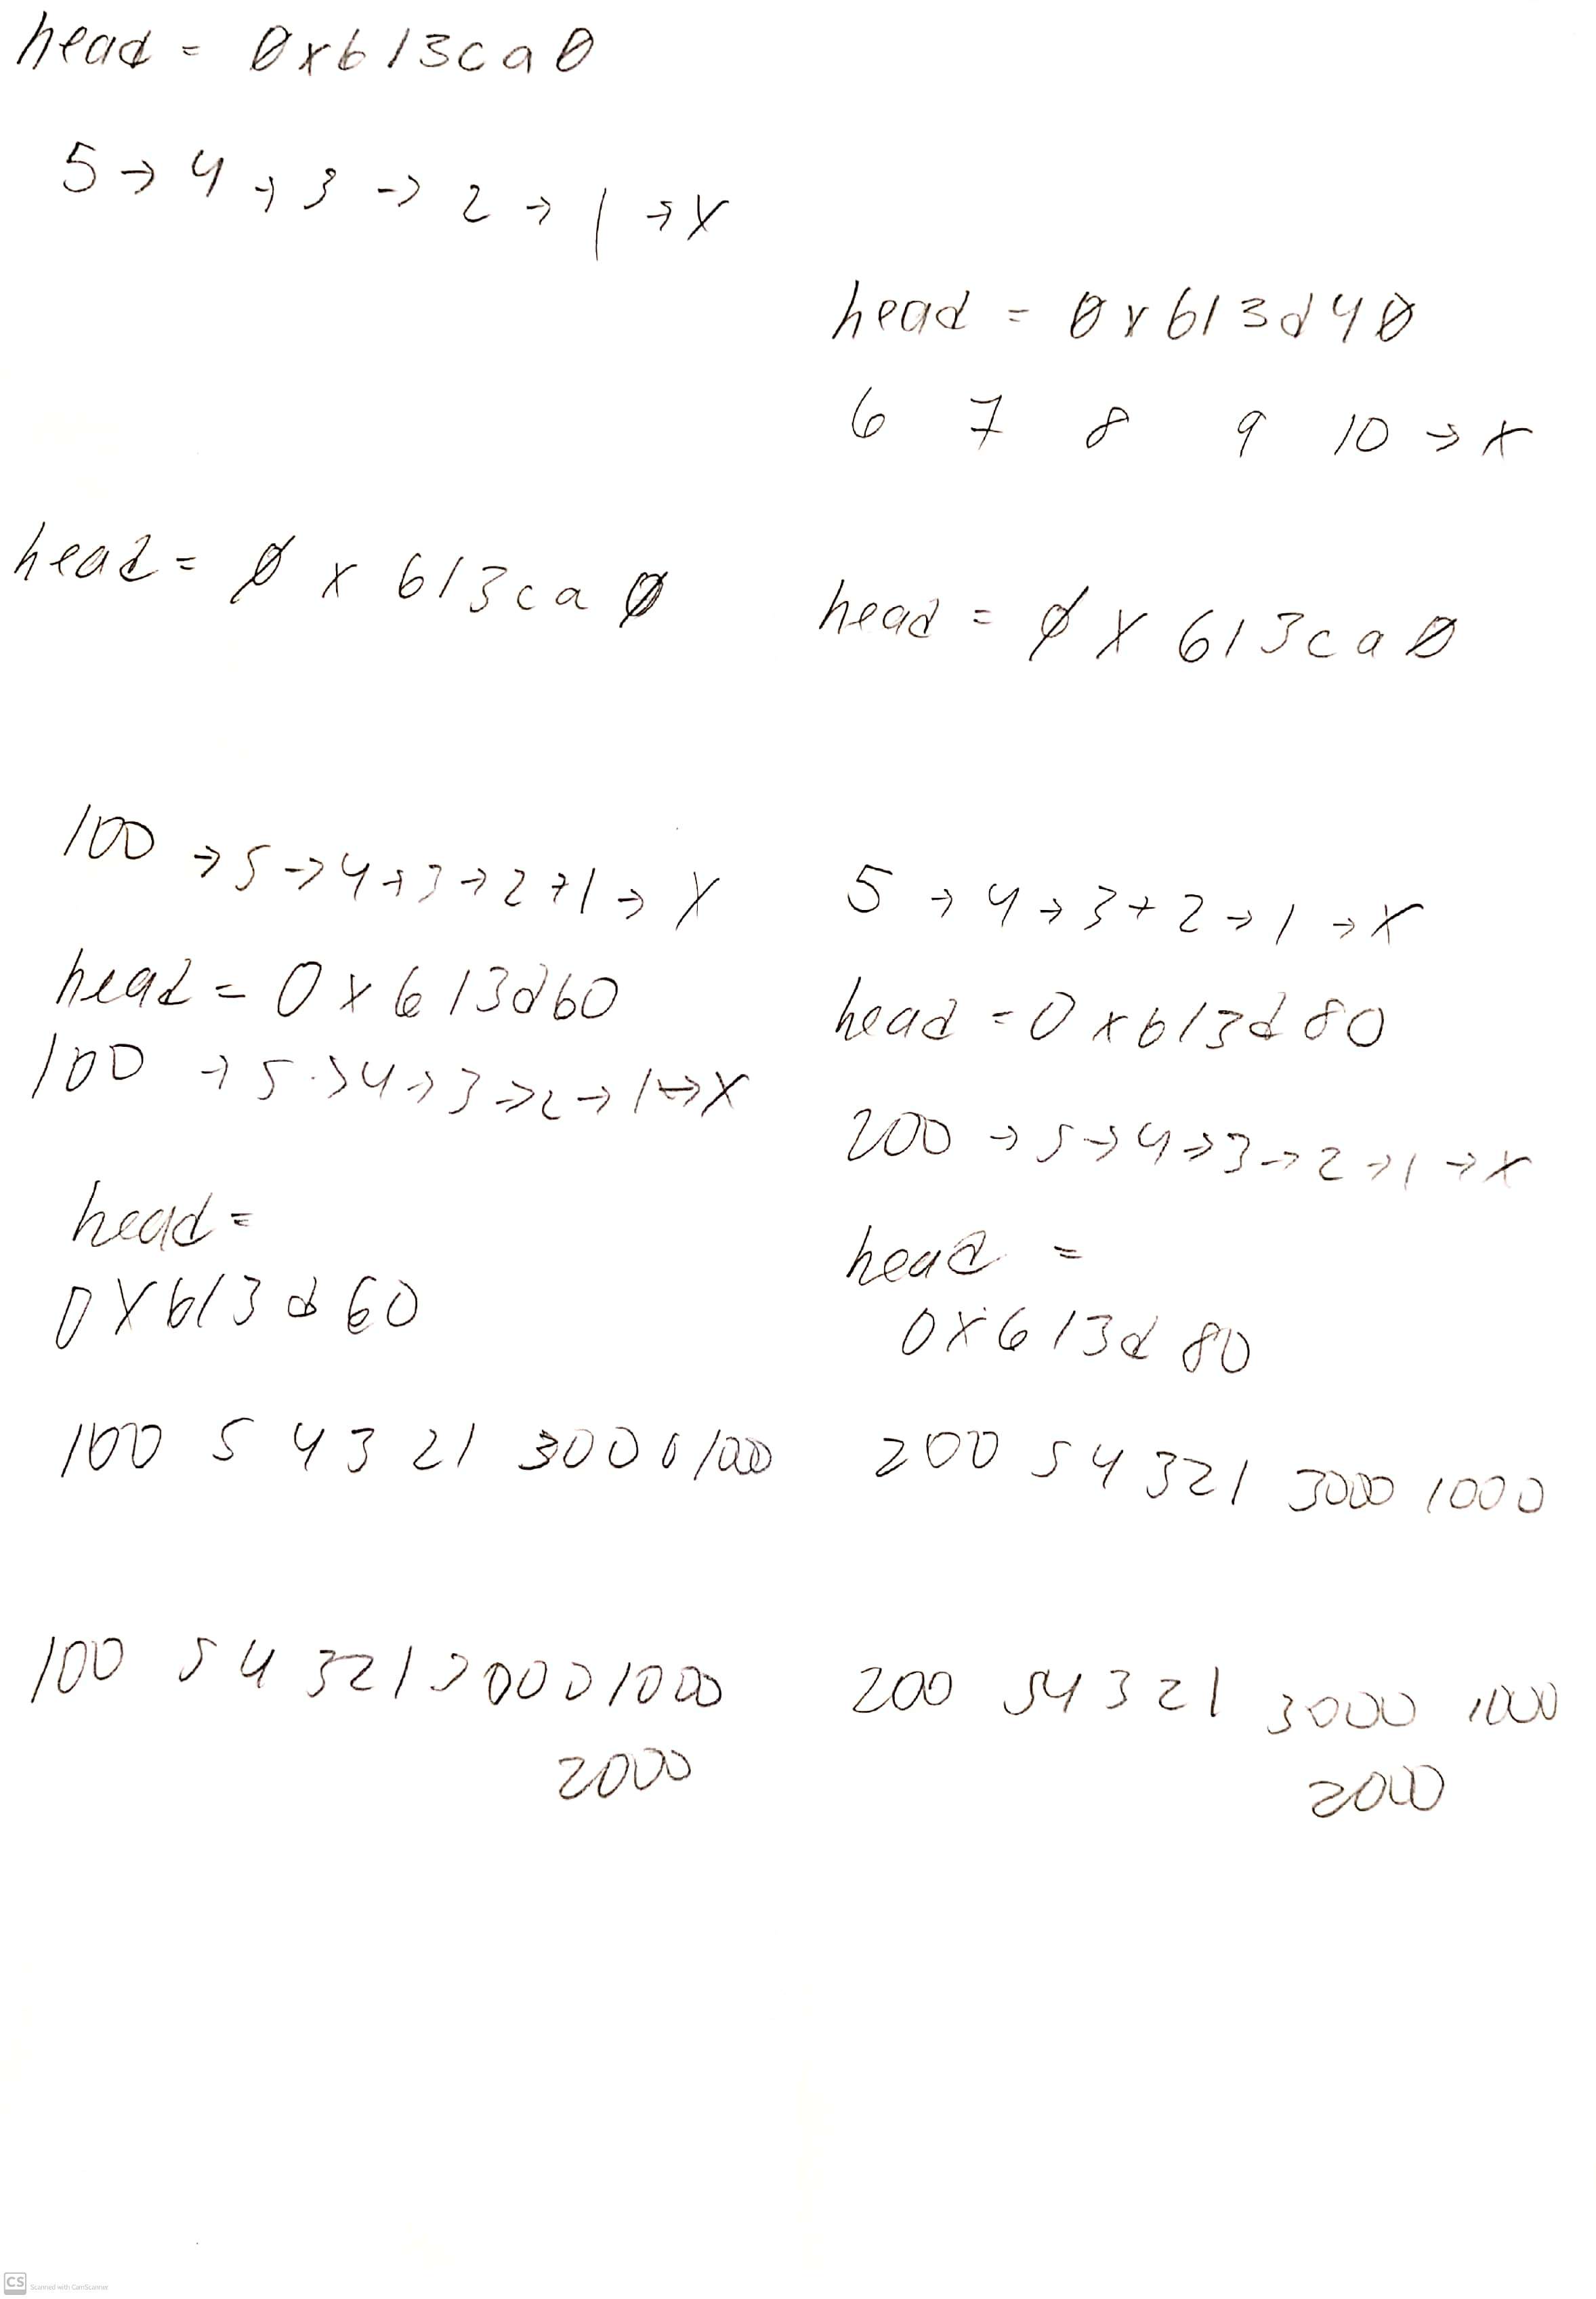 head = 0x613ca0
5 → 4 → 3 → 2 → 1 → X
head = 0x613d40
6 7 8 9 10 → x
head = 0 x 613ca0
head = 0 X 613ca0
100 → 5 → 4 → 3 → 2 → 1 → X
5 → 4 → 3 → 2 → 1 → X
head = 0x613d60
head = 0x613d80
100 → 5 → 4 → 3 → 2 → 1 → X
200 → 5 → 4 → 3 → 2 → 1 → x
head =
0X613d60
head =
0x613d80
100 5 4 3 2 1 3000 1000
200 5 4 3 2 1 3000 1000
100 5 4 3 2 1 3000 1000
2000
200 5 4 3 2 1 3000 1000
2000
CS Scanned with CamScanner